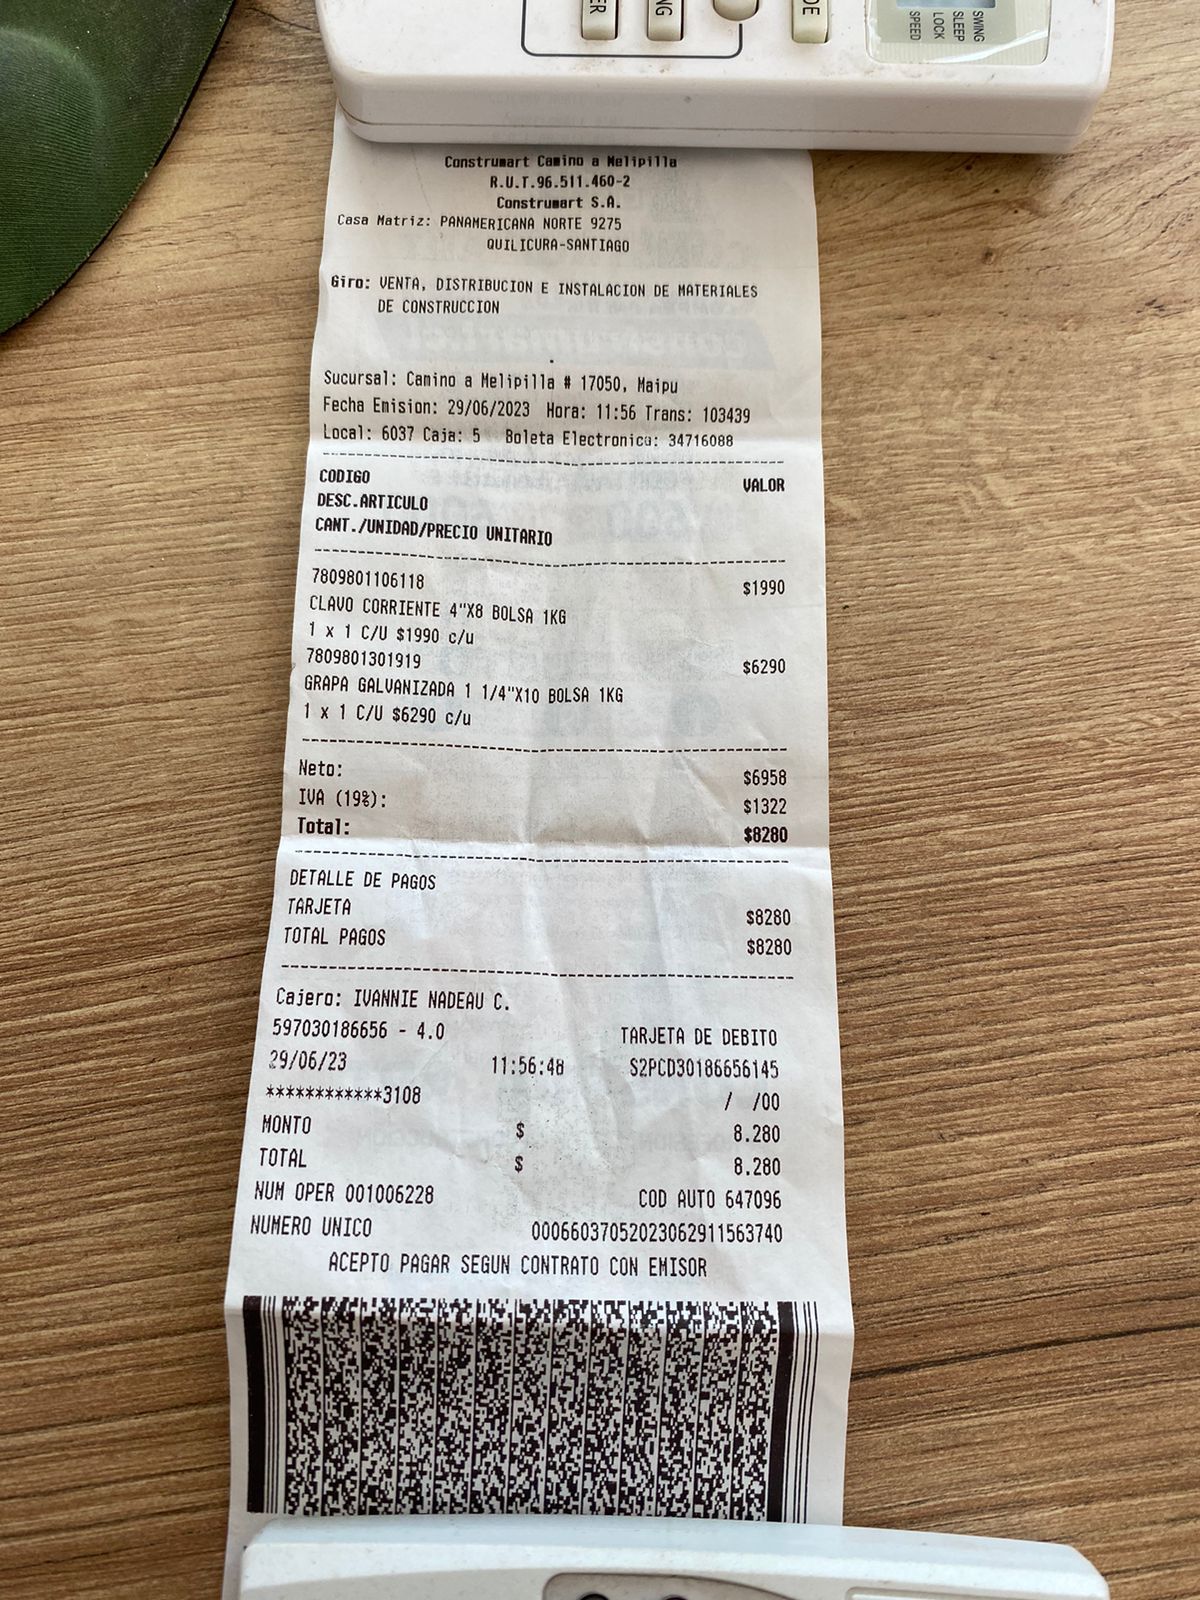 ER
NG
DE
SWING
SLEEP
LOCK
SPEED
Construmart Camino a Melipilla
R.U.T.96.511.460-2
Construmart S.A.
Casa Matriz: PANAMERICANA NORTE 9275
QUILICURA-SANTIAGO
Giro: VENTA, DISTRIBUCION E INSTALACION DE MATERIALES
DE CONSTRUCCION
Sucursal: Camino a Melipilla # 17050, Maipu
Fecha Emision: 29/06/2023 Hora: 11:56 Trans: 103439
Local: 6037 Caja: 5 Boleta Electronica: 34716088
CODIGO VALOR
DESC.ARTICULO
CANT./UNIDAD/PRECIO UNITARIO
7809801106118 $1990
CLAVO CORRIENTE 4"X8 BOLSA 1KG
1 x 1 C/U $1990 c/u
7809801301919 $6290
GRAPA GALVANIZADA 1 1/4"X10 BOLSA 1KG
1 x 1 C/U $6290 c/u
Neto: $6958
IVA (19%): $1322
Total: $8280
DETALLE DE PAGOS
TARJETA $8280
TOTAL PAGOS $8280
Cajero: IVANNIE NADEAU C.
597030186656 - 4.0 TARJETA DE DEBITO
29/06/23 11:56:48 S2PCD30186656145
************3108 / /00
MONTO $ 8.280
TOTAL $ 8.280
NUM OPER 001006228 COD AUTO 647096
NUMERO UNICO 00066037052023062911563740
ACEPTO PAGAR SEGUN CONTRATO CON EMISOR